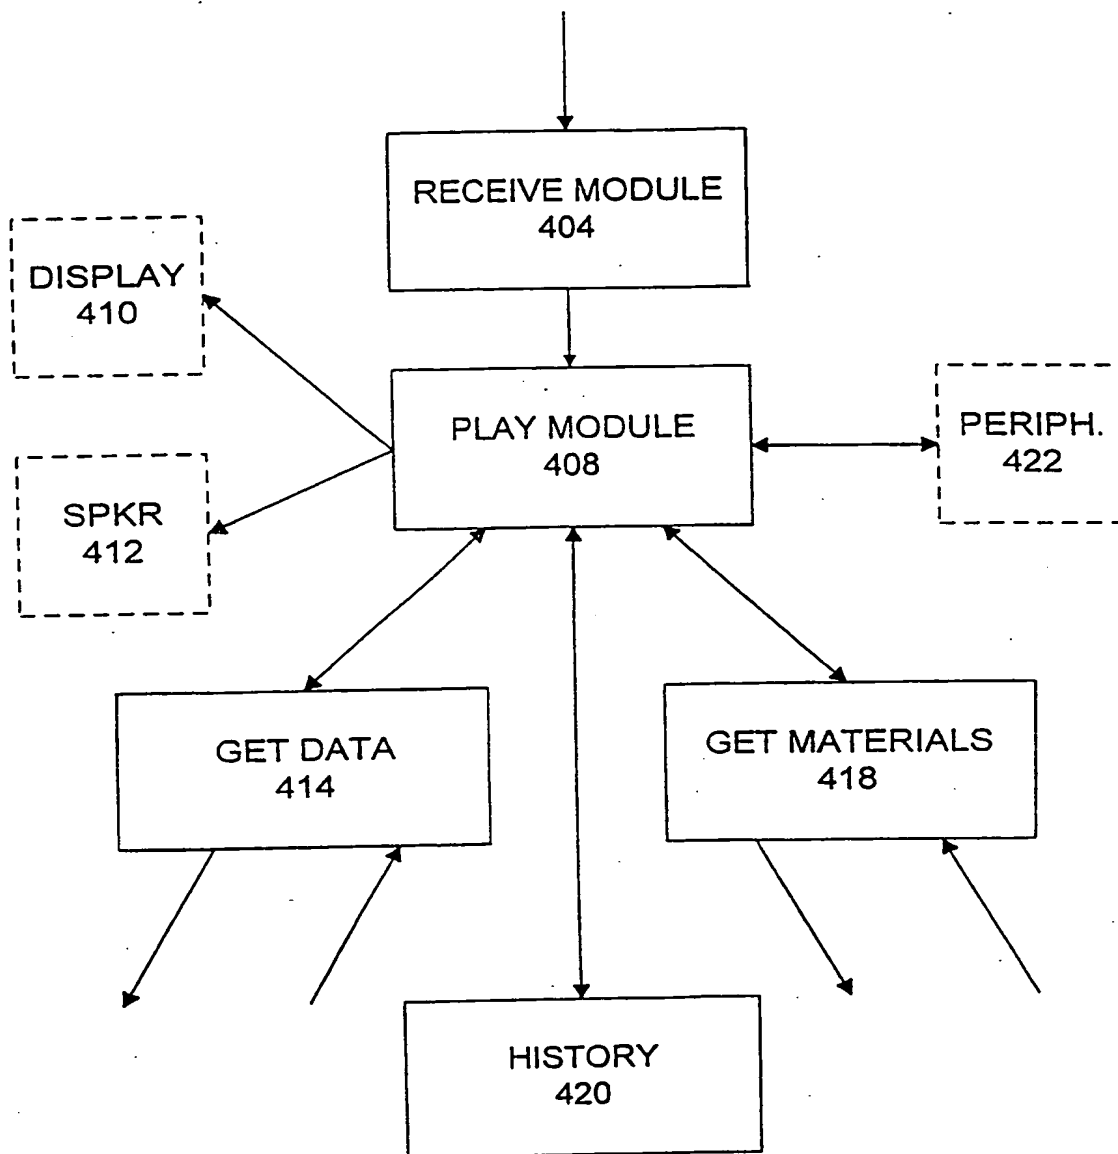 RECEIVE MODULE
404
DISPLAY
410
PLAY MODULE
408
PERIPH.
422
SPKR
412
GET DATA
414
GET MATERIALS
418
HISTORY
420